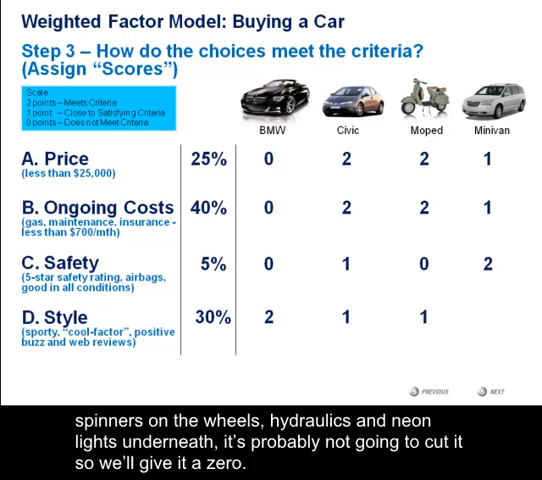 Weighted Factor Model: Buying a Car
Step 3 – How do the choices meet the criteria?
(Assign “Scores”)
Scale
2 points – Meets Criteria
1 point – Close to Satisfying Criteria
0 points – Does not Meet Criteria
BMW Civic Moped Minivan
A. Price 25% 0 2 2 1
(less than $25,000)
B. Ongoing Costs 40% 0 2 2 1
(gas, maintenance, insurance -
less than $700/mth)
C. Safety 5% 0 1 0 2
(5-star safety rating, airbags,
good in all conditions)
D. Style 30% 2 1 1
(sporty, “cool-factor”, positive
buzz and web reviews)
PREVIOUS NEXT
spinners on the wheels, hydraulics and neon
lights underneath, it's probably not going to cut it
so we'll give it a zero.